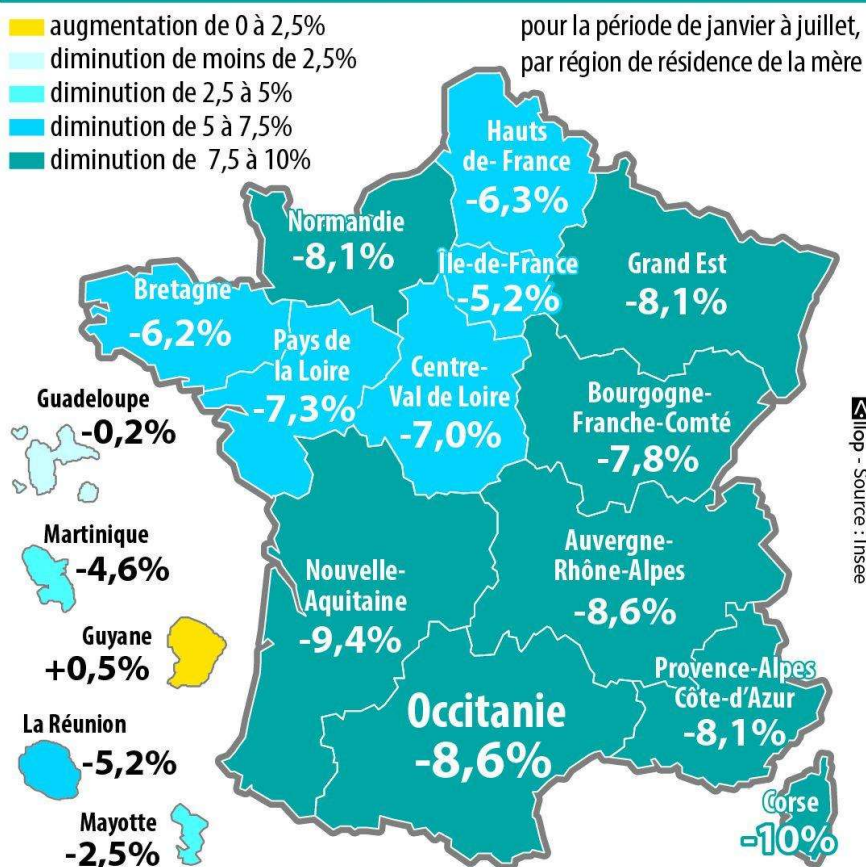 augmentation de 0 à 2,5%
diminution de moins de 2,5%
diminution de 2,5 à 5%
diminution de 5 à 7,5%
diminution de 7,5 à 10%
pour la période de janvier à juillet,
par région de résidence de la mère
Hauts
de- France
-6,3%
Normandie
-8,1%
Île-de-France
-5,2%
Grand Est
-8,1%
Bretagne
-6,2%
Pays de
la Loire
-7,3%
Centre-
Val de Loire
-7,0%
Bourgogne-
Franche-Comté
-7,8%
Guadeloupe
-0,2%
Martinique
-4,6%
Guyane
+0,5%
La Réunion
-5,2%
Mayotte
-2,5%
Nouvelle-
Aquitaine
-9,4%
Auvergne-
Rhône-Alpes
-8,6%
Occitanie
-8,6%
Provence-Alpes
Côte-d'Azur
-8,1%
Corse
-10%
- Source : Insee